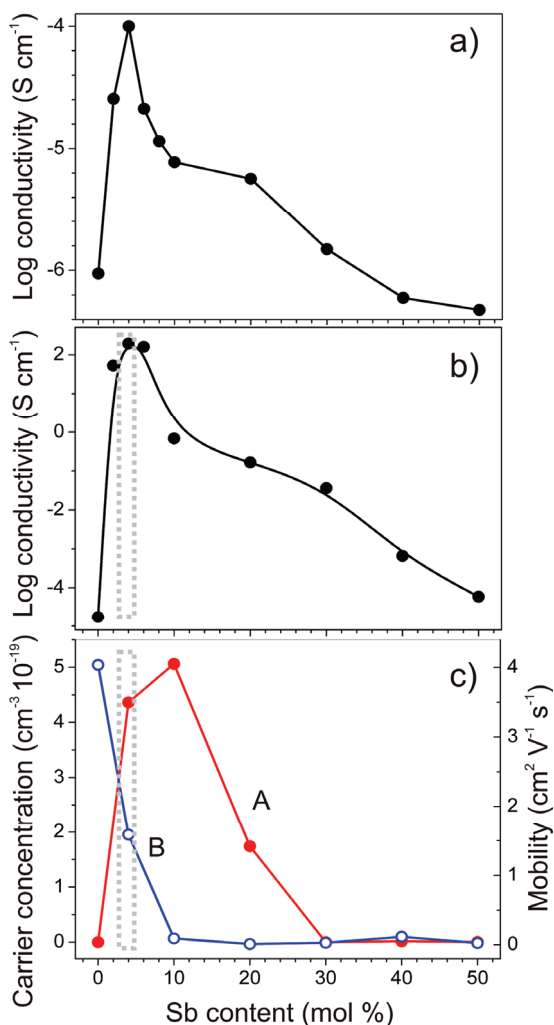 a)
Log conductivity (S cm⁻¹)
-4
-5
-6
b)
Log conductivity (S cm⁻¹)
2
0
-2
-4
c)
Carrier concentration (cm⁻³ 10⁻¹⁹)
5
4
3
2
1
0
A
B
4
3
2
1
0
Mobility (cm² V⁻¹ s⁻¹)
0 10 20 30 40 50
Sb content (mol %)